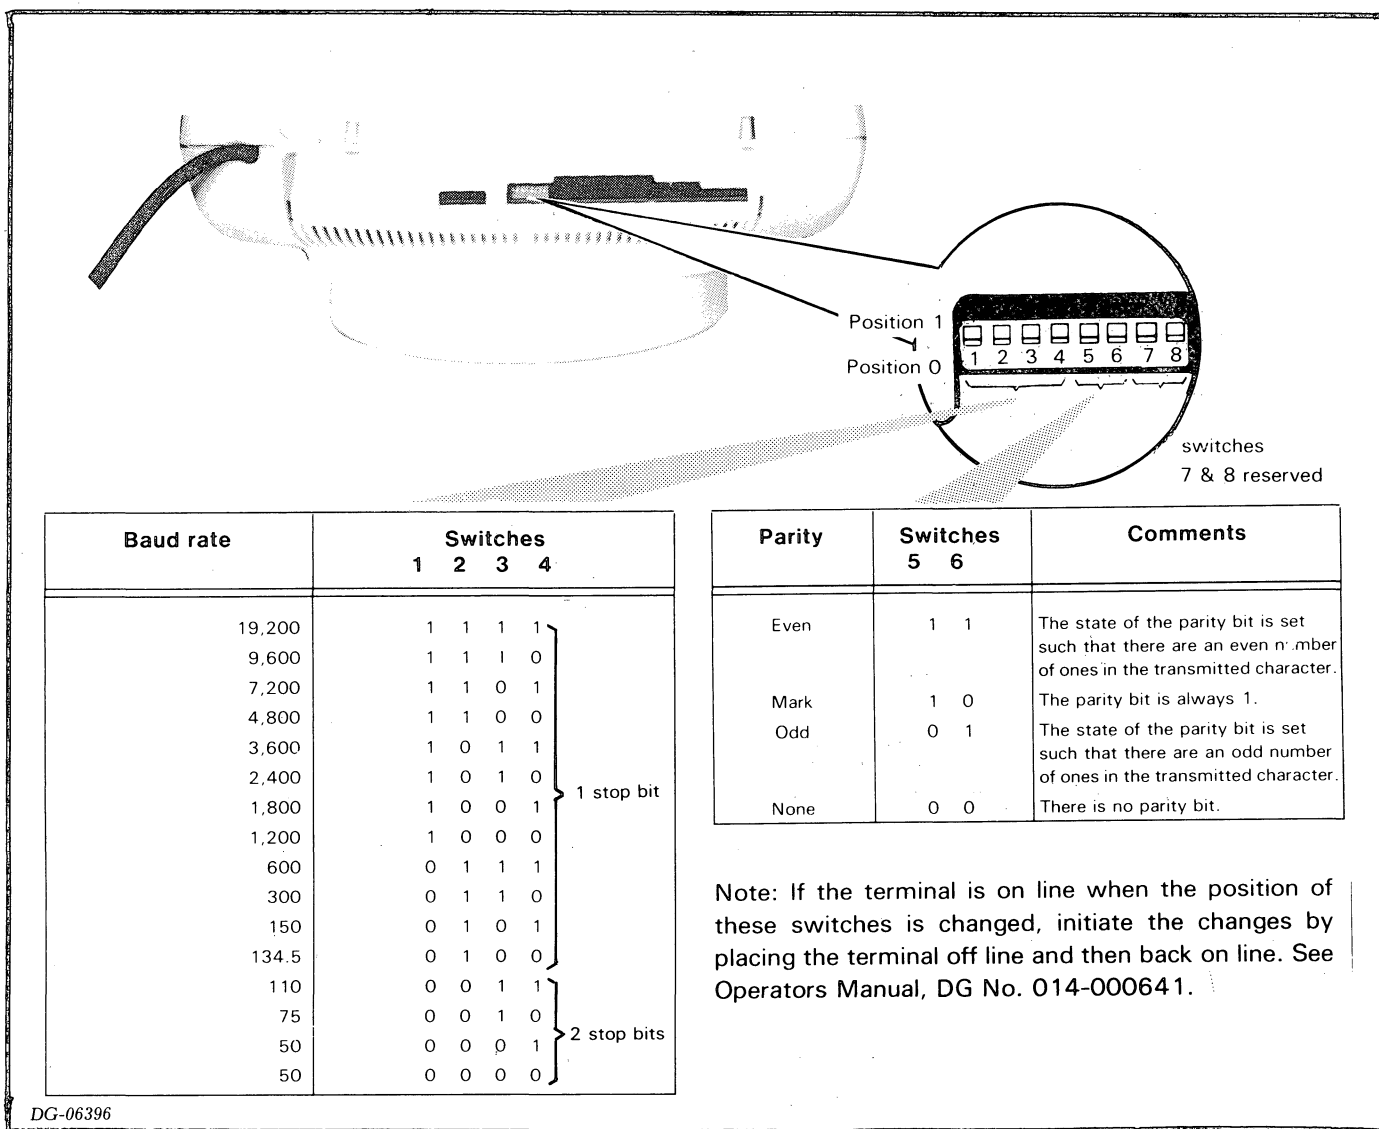 Position 1
Position 0
1 2 3 4 5 6 7 8
switches
7 & 8 reserved
Baud rate Switches
1 2 3 4
19,200 1 1 1 1
9,600 1 1 1 0
7,200 1 1 0 1
4,800 1 1 0 0
3,600 1 0 1 1
2,400 1 0 1 0
1,800 1 0 0 1
1,200 1 0 0 0
600 0 1 1 1
300 0 1 1 0
150 0 1 0 1
134.5 0 1 0 0
1 stop bit
110 0 0 1 1
75 0 0 1 0
50 0 0 0 1
50 0 0 0 0
2 stop bits
Parity Switches Comments
5 6
Even 1 1 The state of the parity bit is set
such that there are an even number
of ones in the transmitted character.
Mark 1 0 The parity bit is always 1.
Odd 0 1 The state of the parity bit is set
such that there are an odd number
of ones in the transmitted character.
None 0 0 There is no parity bit.
Note: If the terminal is on line when the position of
these switches is changed, initiate the changes by
placing the terminal off line and then back on line. See
Operators Manual, DG No. 014-000641.
DG-06396